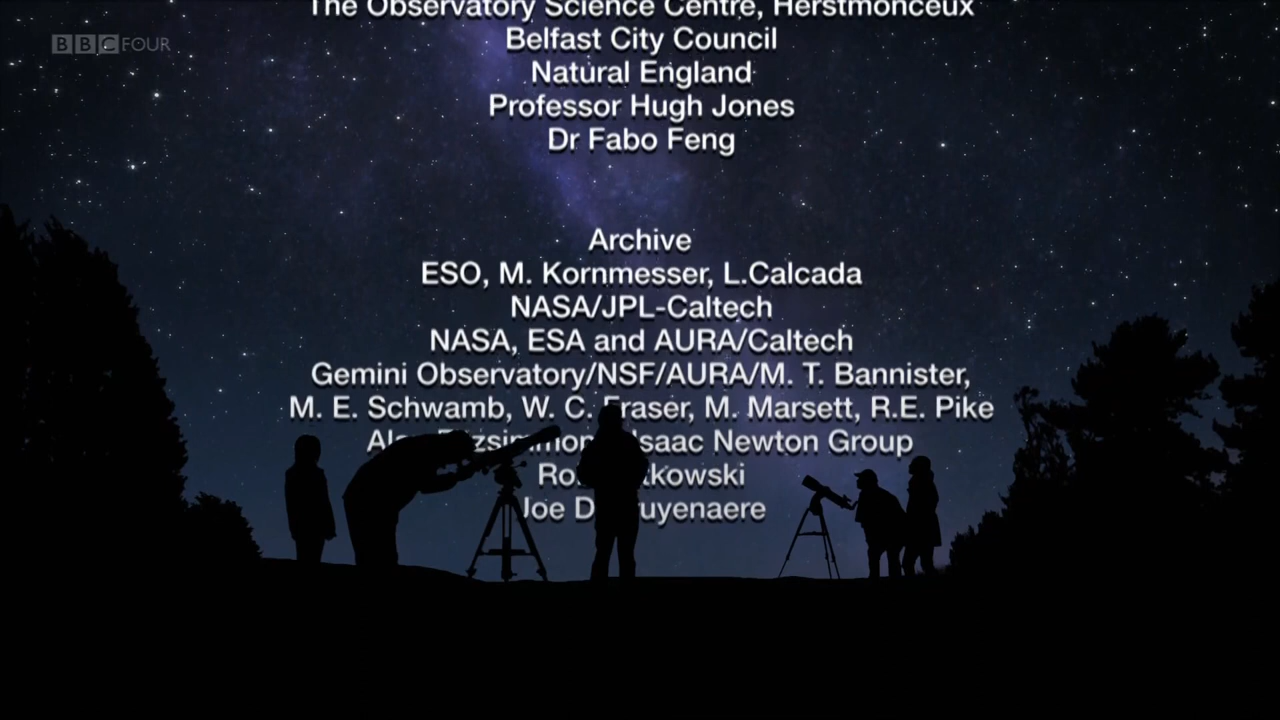 The Observatory Science Centre, Herstmonceux
BBC FOUR
Belfast City Council
Natural England
Professor Hugh Jones
Dr Fabo Feng
Archive
ESO, M. Kornmesser, L.Calcada
NASA/JPL-Caltech
NASA, ESA and AURA/Caltech
Gemini Observatory/NSF/AURA/M. T. Bannister,
M. E. Schwamb, W. C. Fraser, M. Marsett, R.E. Pike
Isaac Newton Group
Joe